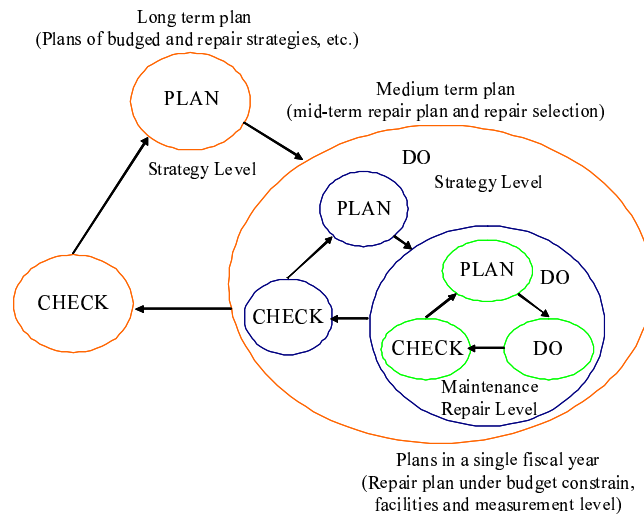 Long term plan
(Plans of budged and repair strategies, etc.)
PLAN
Strategy Level
CHECK
Medium term plan
(mid-term repair plan and repair selection)
DO
Strategy Level
PLAN
CHECK
PLAN
DO
CHECK
DO
Maintenance
Repair Level
Plans in a single fiscal year
(Repair plan under budget constrain,
facilities and measurement level)